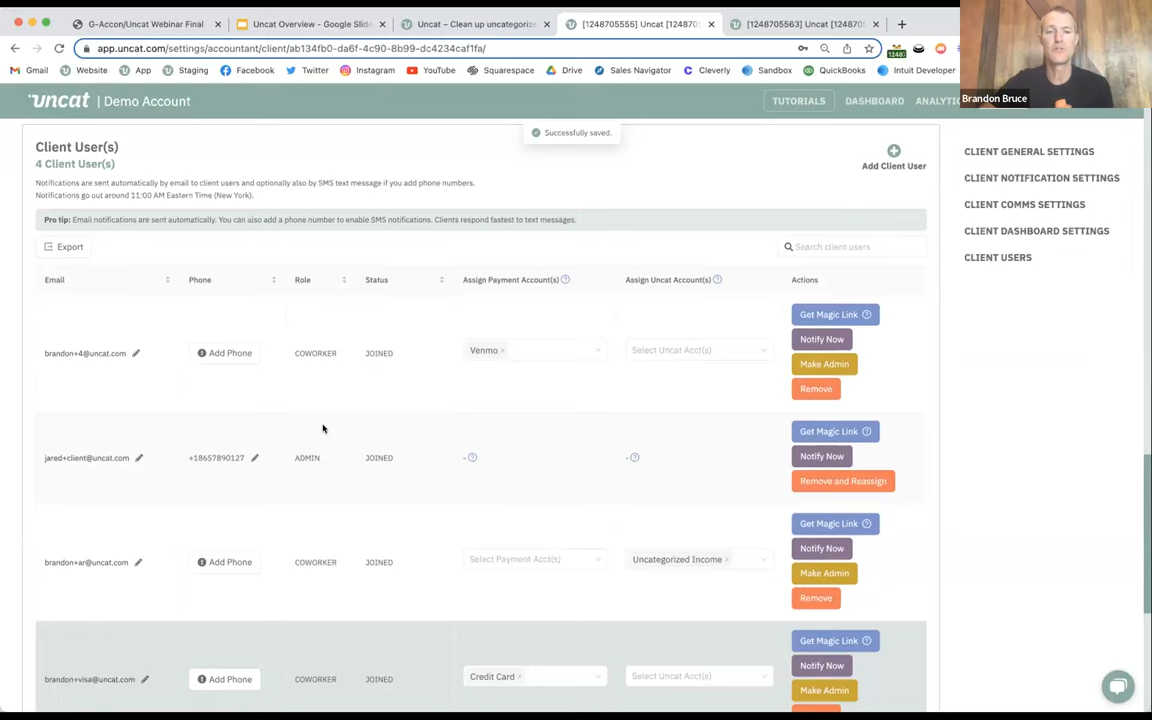 G-Accon/Uncat Webinar Final
Uncat Overview - Google Slide
Uncat – Clean up uncategoriz
[1248705555] Uncat [124870
[1248705563] Uncat [1248705
app.uncat.com/settings/accountant/client/ab134fb0-da6f-4c90-8b99-dc4234caf1fa/
Gmail
Website
App
Staging
Facebook
Twitter
Instagram
YouTube
Squarespace
Drive
Sales Navigator
Cleverly
Sandbox
QuickBooks
Intuit Developer
Brandon Bruce
uncat | Demo Account
TUTORIALS
DASHBOARD
ANALYTIC
Successfully saved.
Client User(s)
4 Client User(s)
Add Client User
Notifications are sent automatically by email to client users and optionally also by SMS text message if you add phone numbers.
Notifications go out around 11:00 AM Eastern Time (New York).
Pro tip: Email notifications are sent automatically. You can also add a phone number to enable SMS notifications. Clients respond fastest to text messages.
Export
Search client users
Email
Phone
Role
Status
Assign Payment Account(s)
Assign Uncat Account(s)
Actions
brandon+4@uncat.com
Add Phone
COWORKER
JOINED
Venmo ×
Select Uncat Acct(s)
Get Magic Link
Notify Now
Make Admin
Remove
jared+client@uncat.com
+18657890127
ADMIN
JOINED
-
-
Get Magic Link
Notify Now
Remove and Reassign
brandon+ar@uncat.com
Add Phone
COWORKER
JOINED
Select Payment Acct(s)
Uncategorized Income ×
Get Magic Link
Notify Now
Make Admin
Remove
brandon+visa@uncat.com
Add Phone
COWORKER
JOINED
Credit Card ×
Select Uncat Acct(s)
Get Magic Link
Notify Now
Make Admin
CLIENT GENERAL SETTINGS
CLIENT NOTIFICATION SETTINGS
CLIENT COMMS SETTINGS
CLIENT DASHBOARD SETTINGS
CLIENT USERS